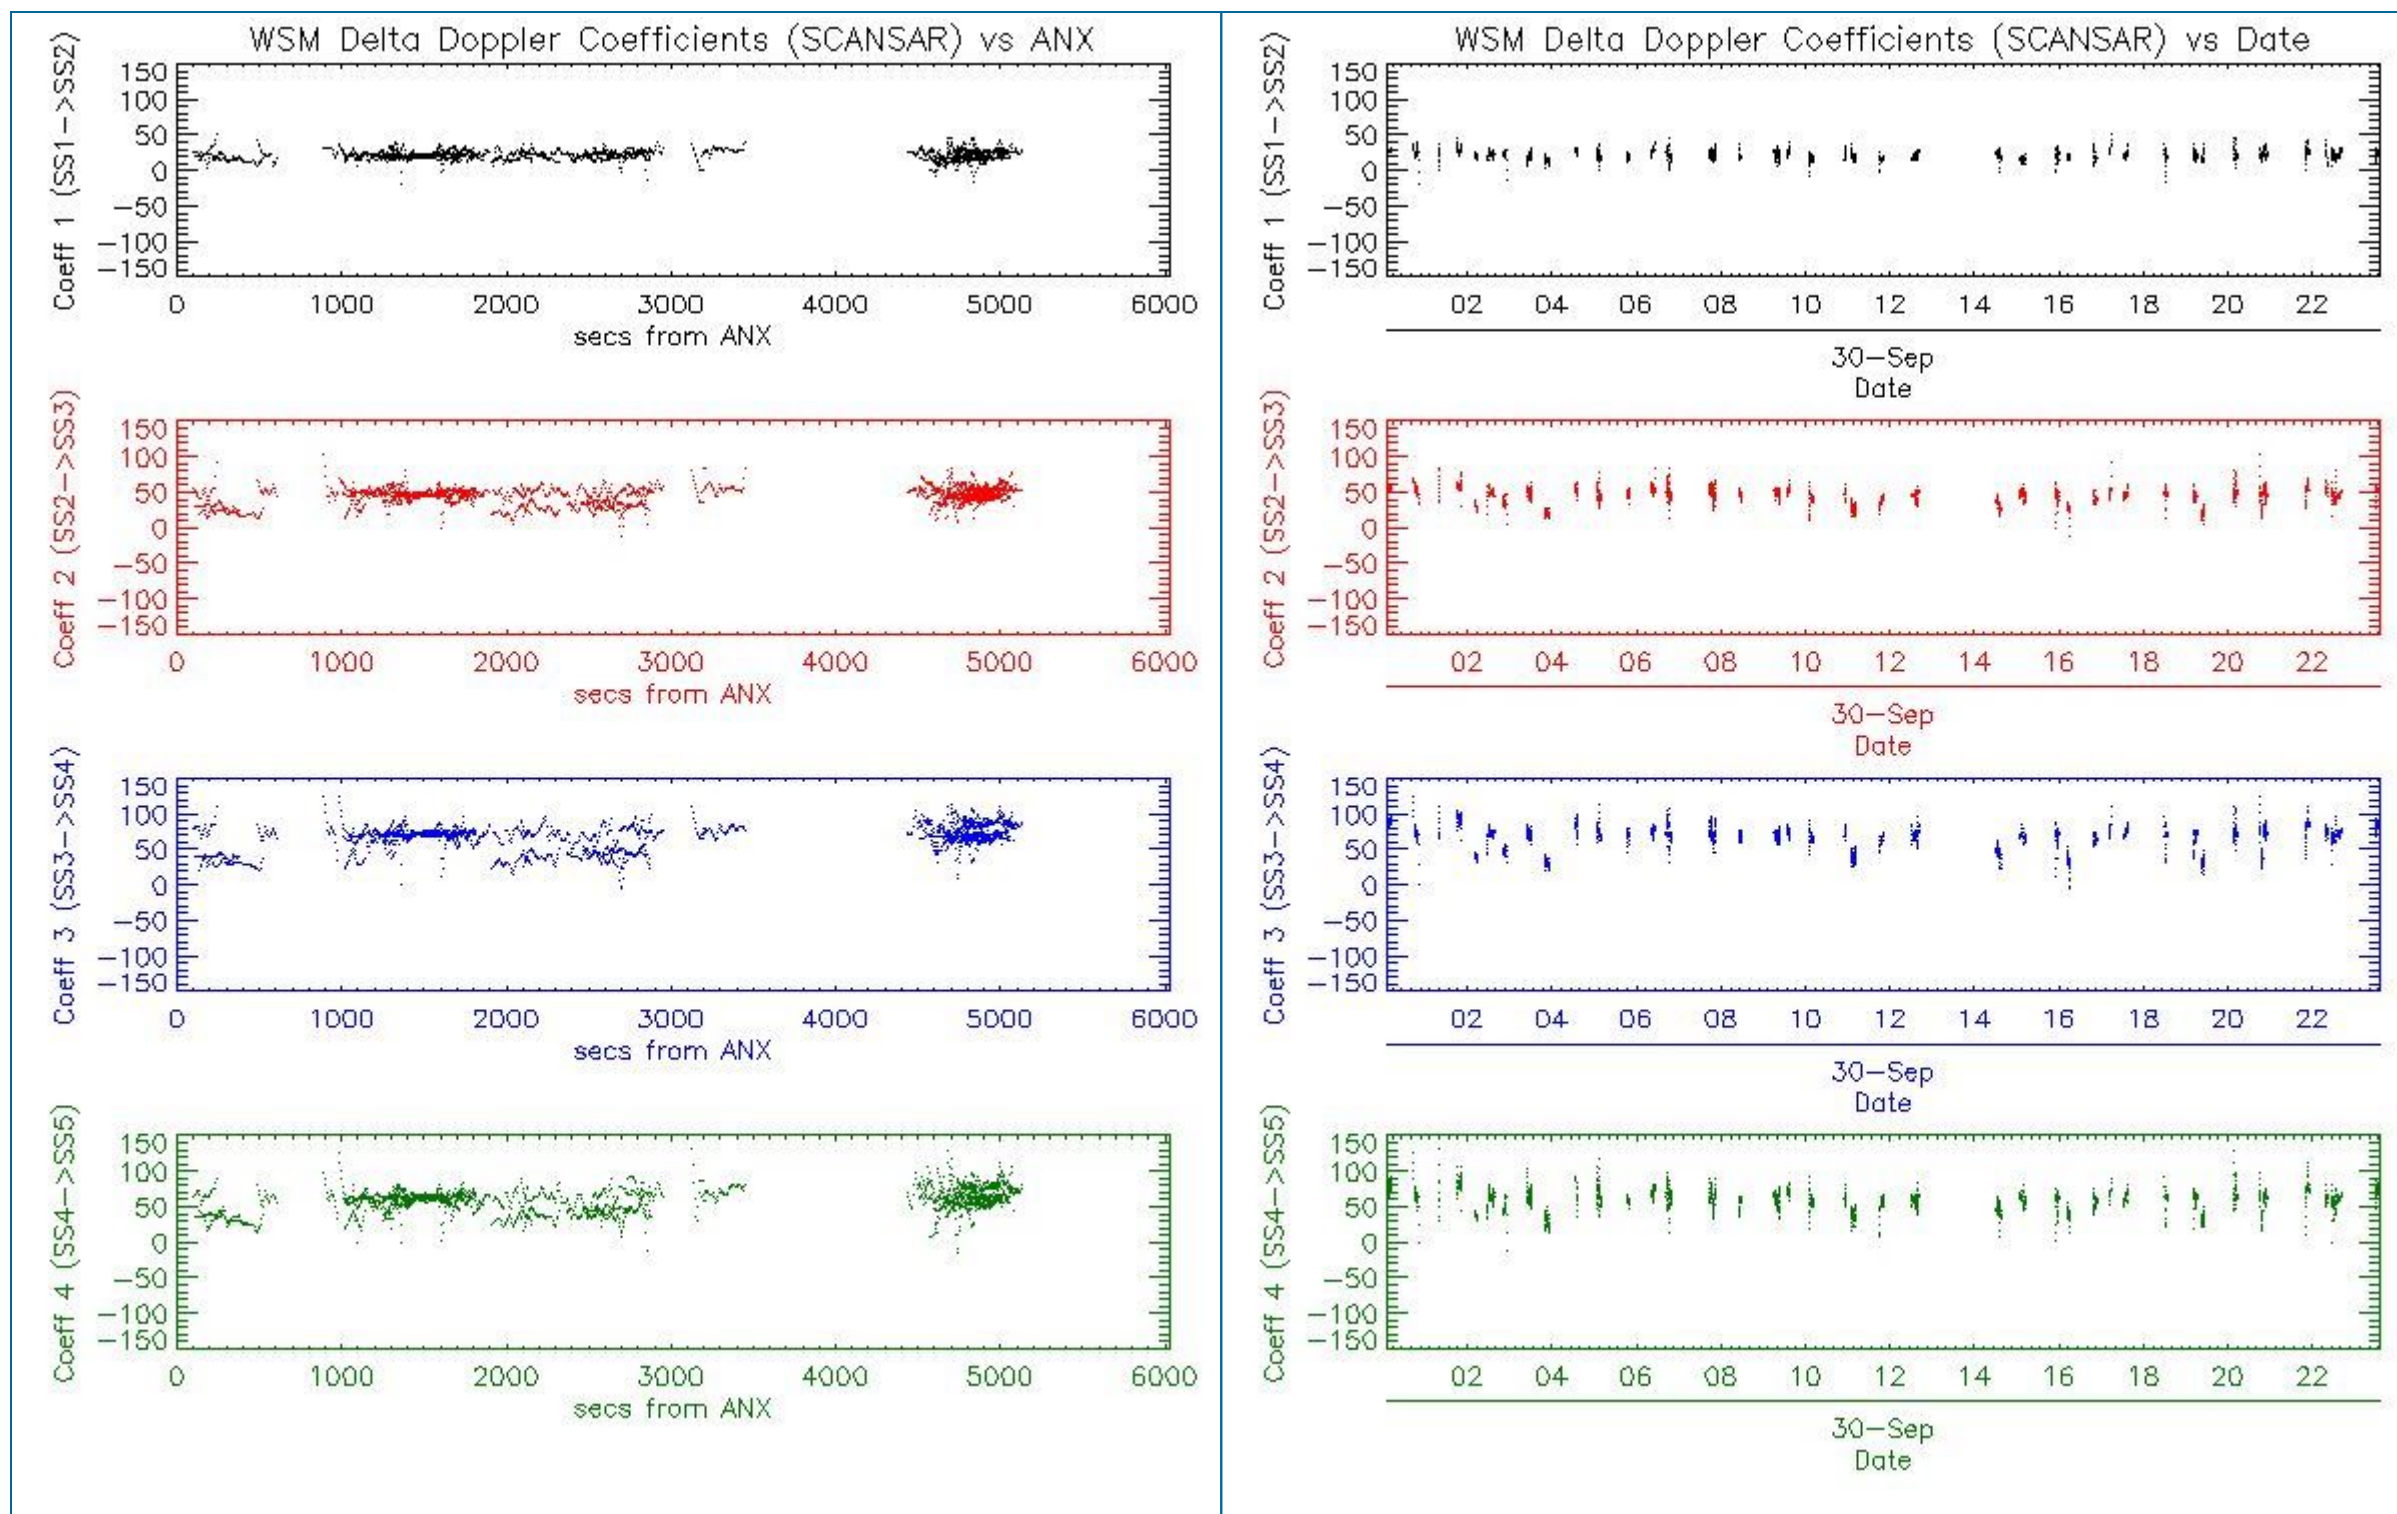 WSM Delta Doppler Coefficients (SCANSAR) vs ANX
Coeff 1 (SS1->SS2)
150
100
50
0
-50
-100
-150
0 1000 2000 3000 4000 5000 6000
secs from ANX
Coeff 2 (SS2->SS3)
150
100
50
0
-50
-100
-150
0 1000 2000 3000 4000 5000 6000
secs from ANX
Coeff 3 (SS3->SS4)
150
100
50
0
-50
-100
-150
0 1000 2000 3000 4000 5000 6000
secs from ANX
Coeff 4 (SS4->SS5)
150
100
50
0
-50
-100
-150
0 1000 2000 3000 4000 5000 6000
secs from ANX
WSM Delta Doppler Coefficients (SCANSAR) vs Date
Coeff 1 (SS1->SS2)
150
100
50
0
-50
-100
-150
02 04 06 08 10 12 14 16 18 20 22
30-Sep
Date
Coeff 2 (SS2->SS3)
150
100
50
0
-50
-100
-150
02 04 06 08 10 12 14 16 18 20 22
30-Sep
Date
Coeff 3 (SS3->SS4)
150
100
50
0
-50
-100
-150
02 04 06 08 10 12 14 16 18 20 22
30-Sep
Date
Coeff 4 (SS4->SS5)
150
100
50
0
-50
-100
-150
02 04 06 08 10 12 14 16 18 20 22
30-Sep
Date